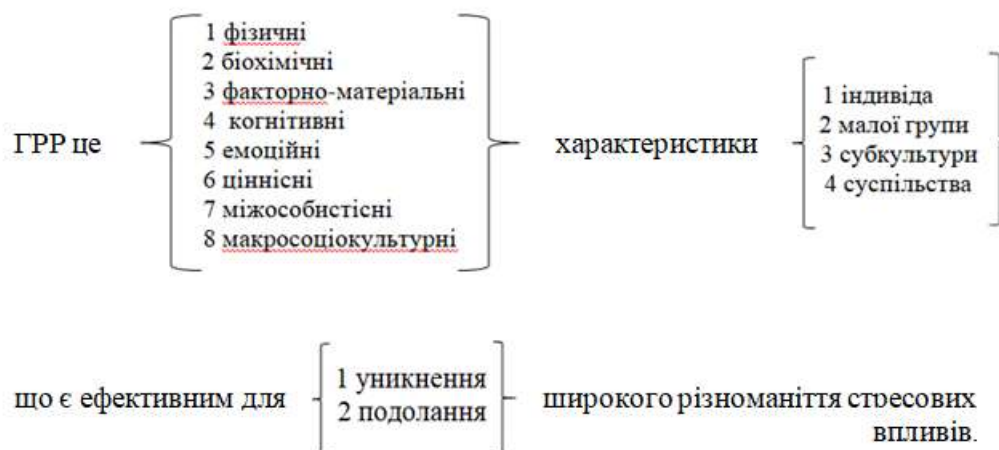 ГРР це
1 фізичні
2 біохімічні
3 факторно-матеріальні
4 когнітивні
5 емоційні
6 ціннісні
7 міжособистісні
8 макросоціокультурні
характеристики
1 індивіда
2 малої групи
3 субкультури
4 суспільства
що є ефективним для
1 уникнення
2 подолання
широкого різноманіття стресових
впливів.